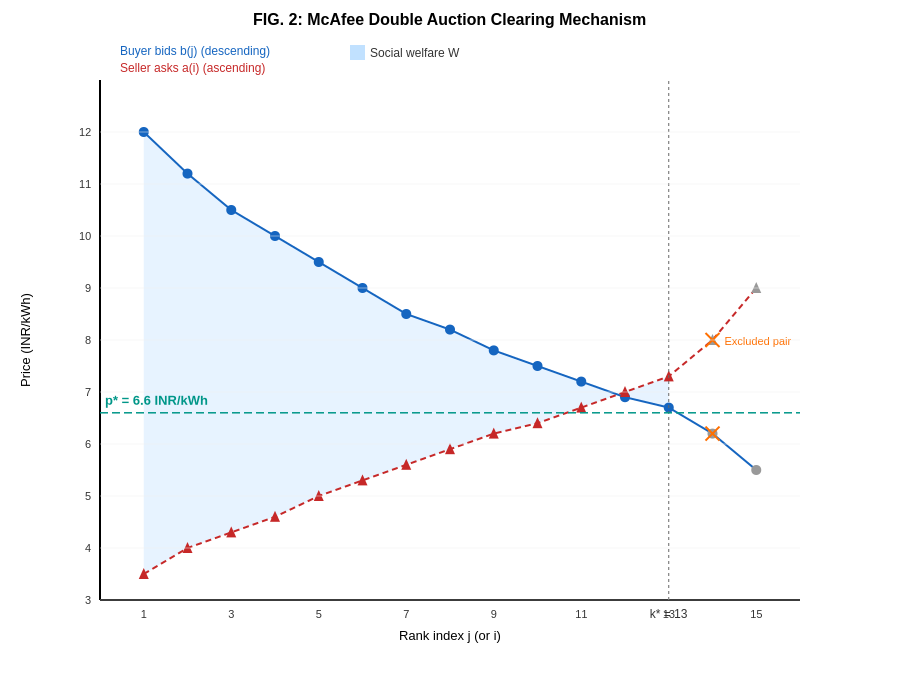 FIG. 2: McAfee Double Auction Clearing Mechanism
Buyer bids b(j) (descending)
Social welfare W
Seller asks a(i) (ascending)
12
11
10
9
8
Excluded pair
7
p* = 6.6 INR/kWh
6
5
4
3
Price (INR/kWh)
1 3 5 7 9 11 13 15
k* = 13
Rank index j (or i)